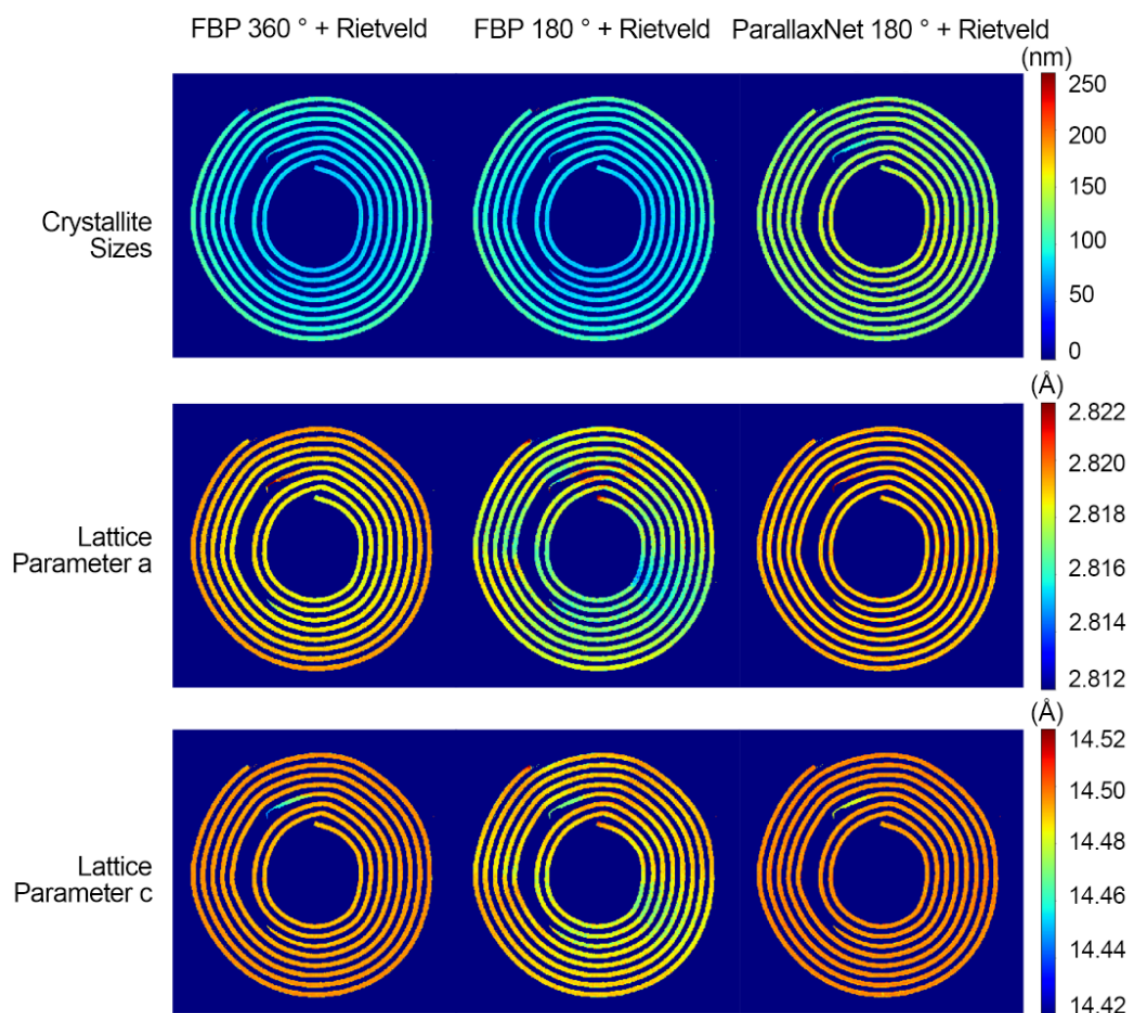 FBP 360 ° + Rietveld FBP 180 ° + Rietveld ParallaxNet 180 ° + Rietveld
(nm)
250
200
150
100
50
0
Crystallite
Sizes
(Å)
2.822
2.820
2.818
2.816
2.814
2.812
Lattice
Parameter a
(Å)
14.52
14.50
14.48
14.46
14.44
14.42
Lattice
Parameter c